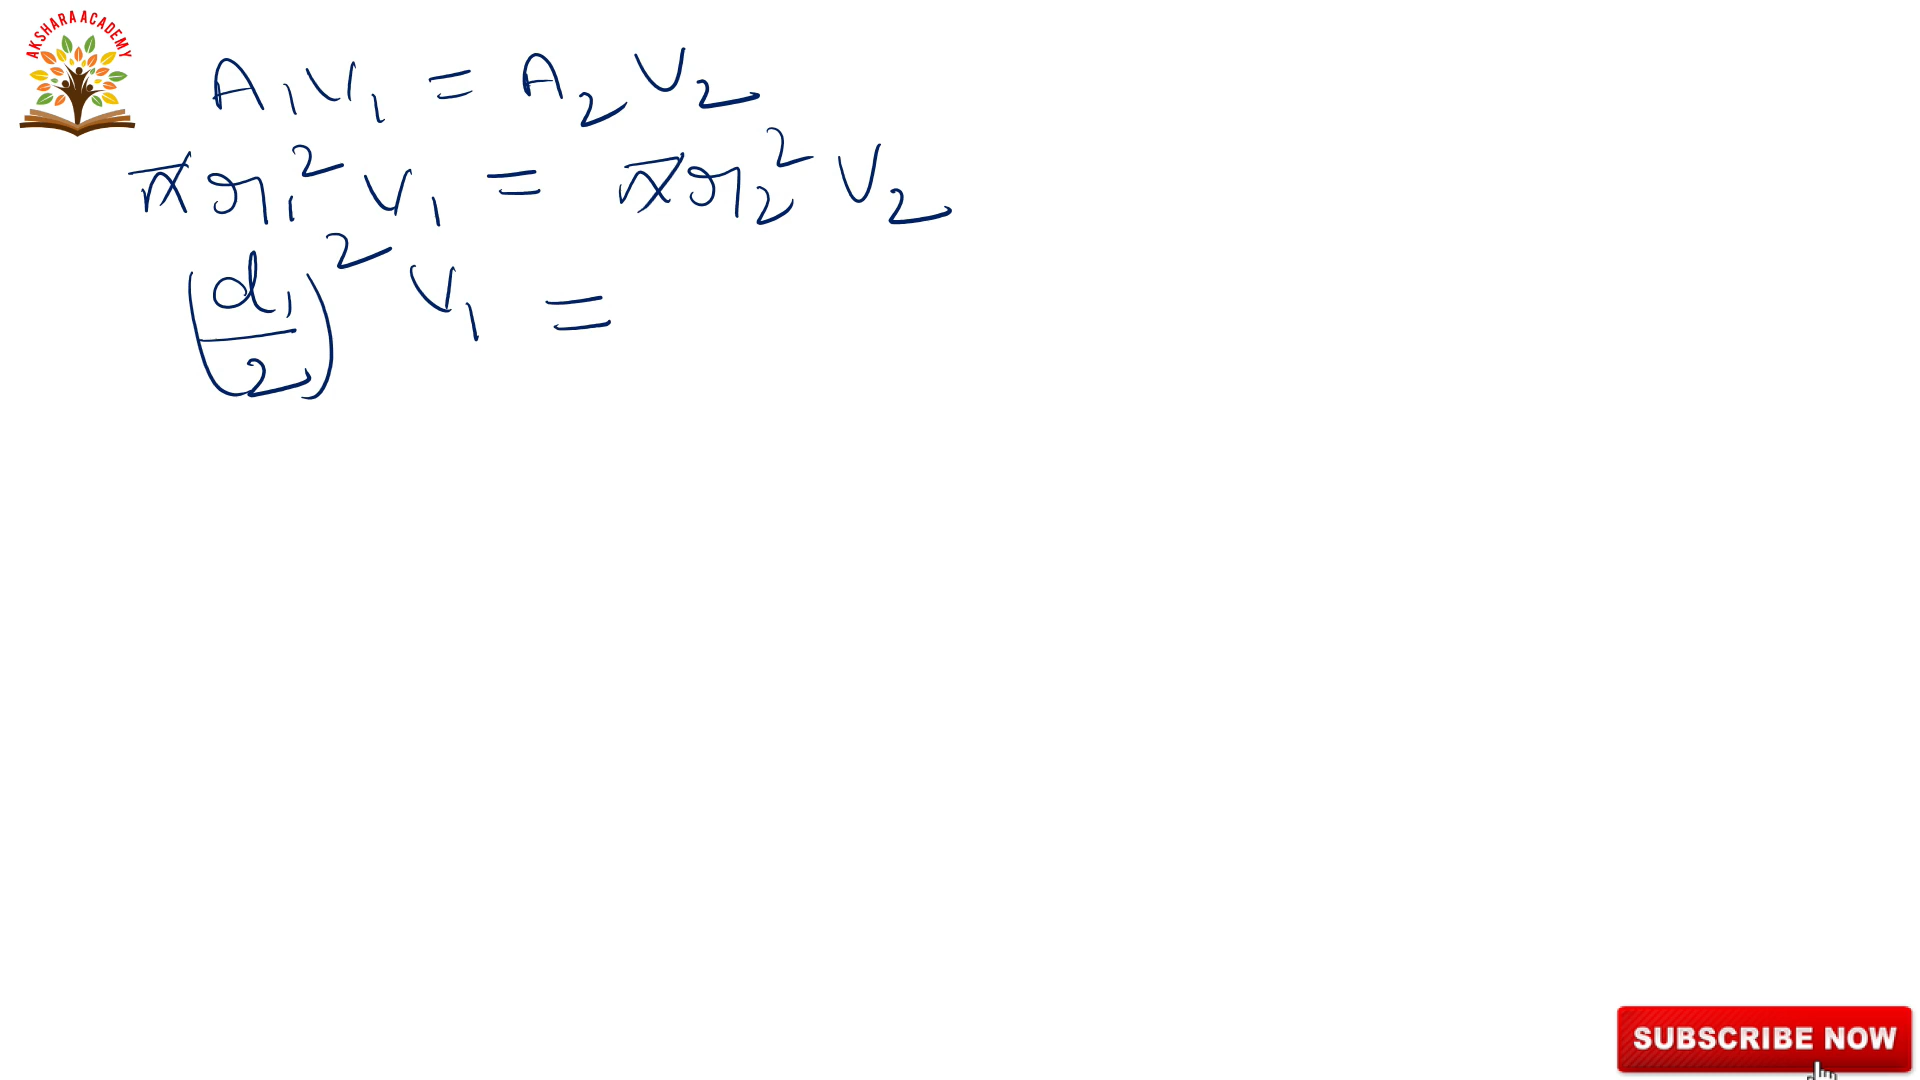 AKSHARA ACADEMY
A₁V₁ = A₂V₂
πr₁²V₁ = πr₂²V₂
(d₁/2)²V₁ =
SUBSCRIBE NOW